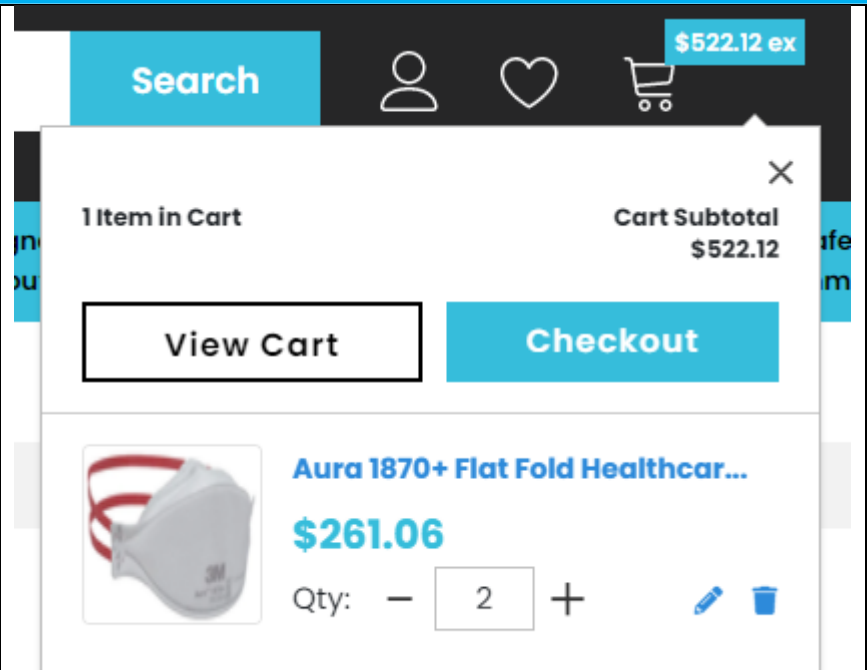 $522.12 ex
Search
1 Item in Cart
Cart Subtotal
$522.12
View Cart
Checkout
Aura 1870+ Flat Fold Healthcar...
$261.06
Qty: − 2 +
3M